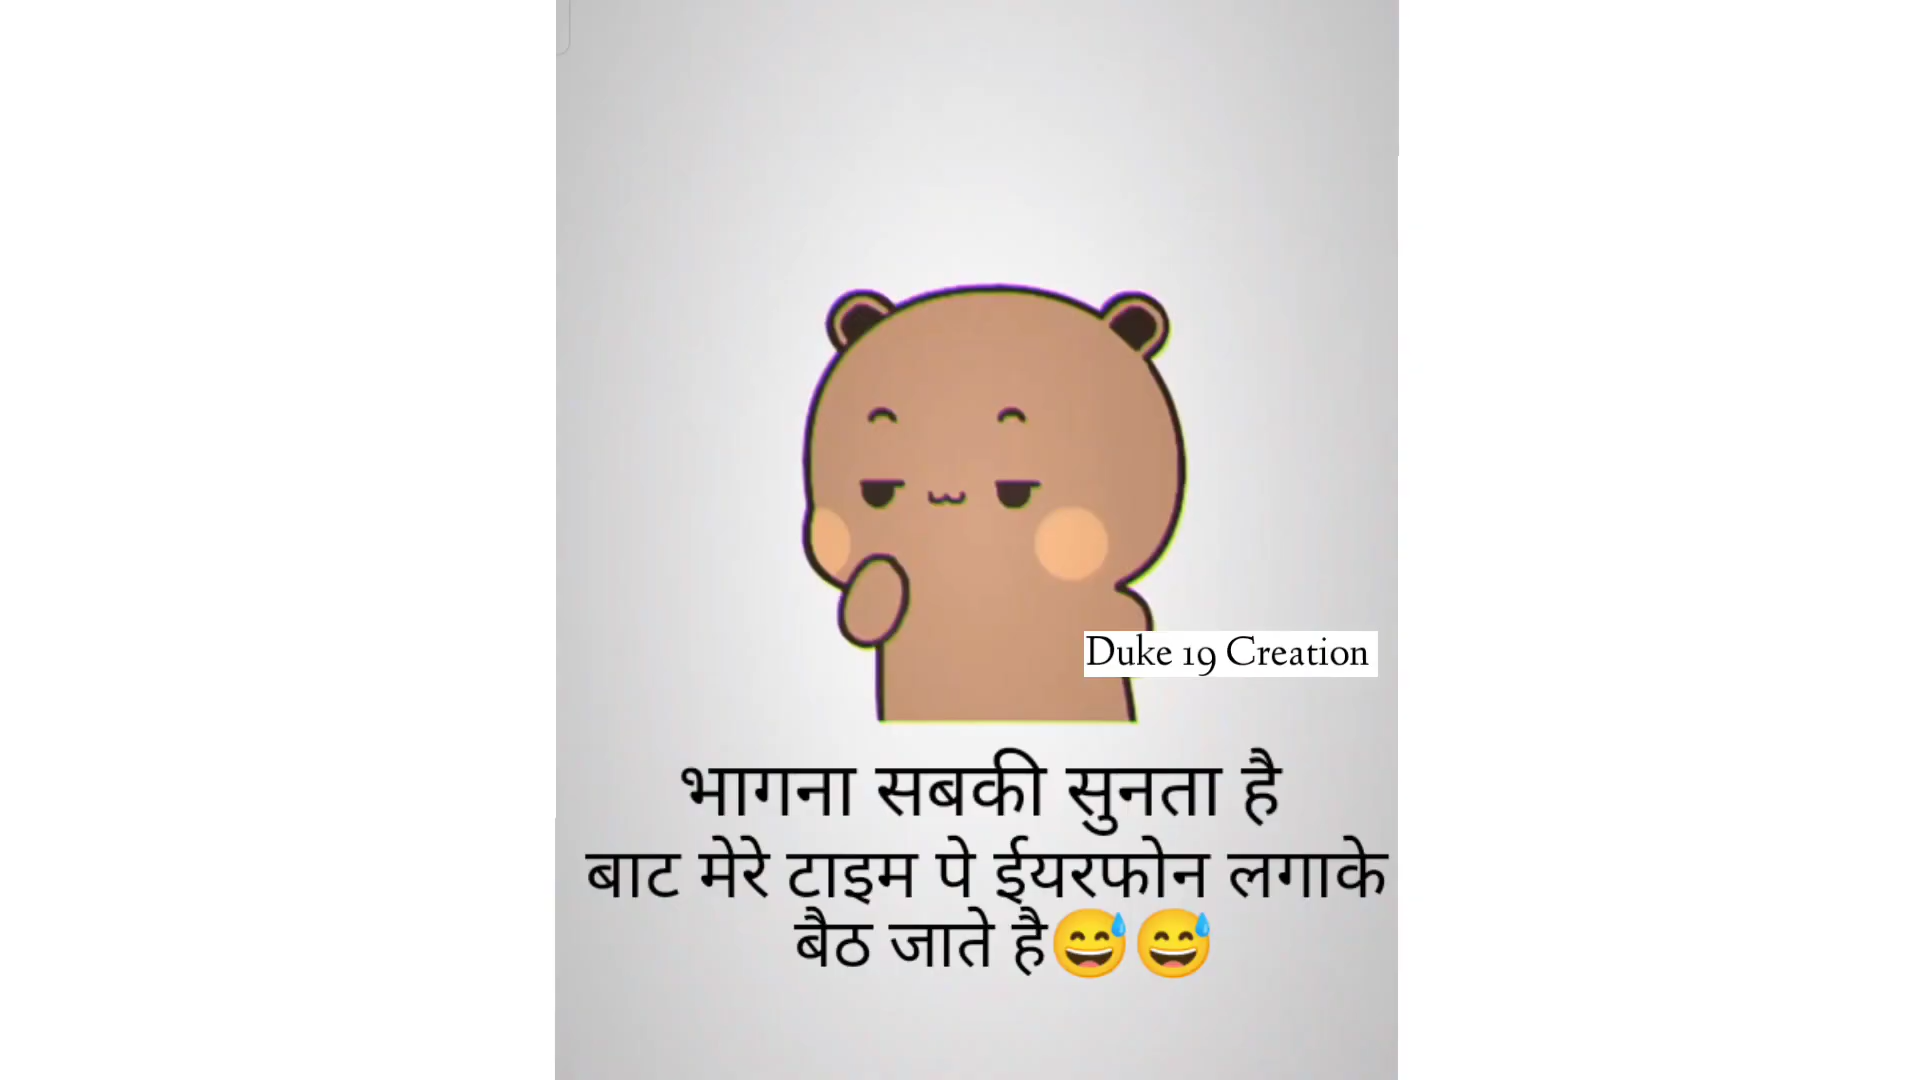 Duke 19 Creation
भागना सबकी सुनता है
बाट मेरे टाइम पे ईयरफोन लगाके
बैठ जाते है😅😅